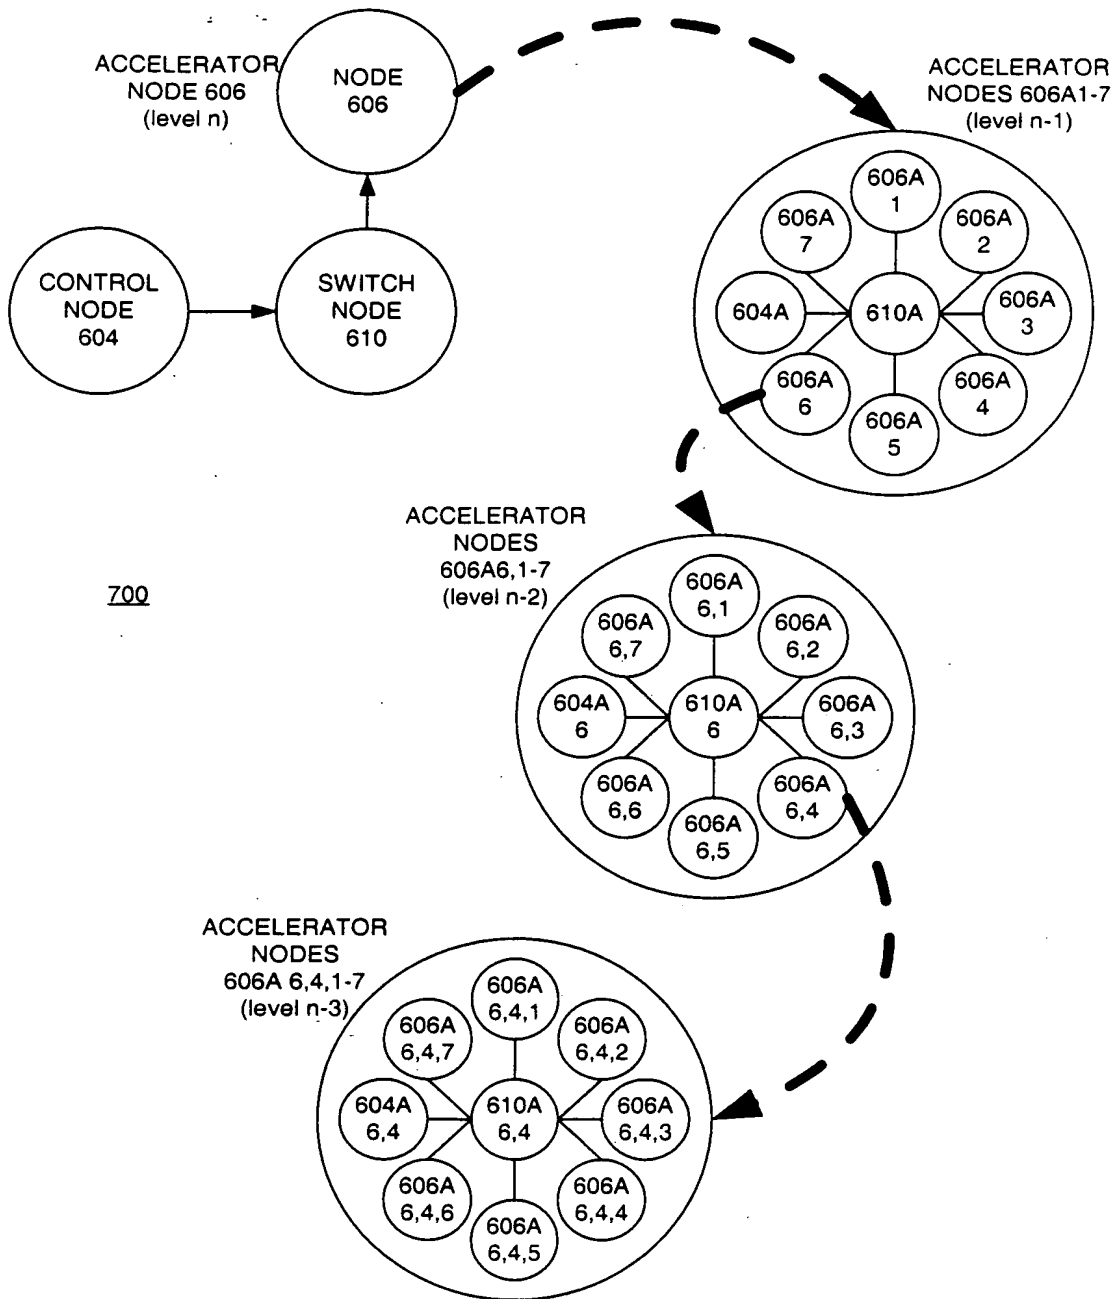 ACCELERATOR
NODE 606
(level n)
NODE
606
CONTROL
NODE
604
SWITCH
NODE
610
ACCELERATOR
NODES 606A1-7
(level n-1)
606A
1
606A
2
606A
3
606A
4
606A
5
606A
6
604A
606A
7
610A
ACCELERATOR
NODES
606A6,1-7
(level n-2)
606A
6,1
606A
6,2
606A
6,3
606A
6,4
606A
6,5
606A
6,6
604A
6
606A
6,7
610A
6
700
ACCELERATOR
NODES
606A 6,4,1-7
(level n-3)
606A
6,4,1
606A
6,4,2
606A
6,4,3
606A
6,4,4
606A
6,4,5
606A
6,4,6
604A
6,4
606A
6,4,7
610A
6,4